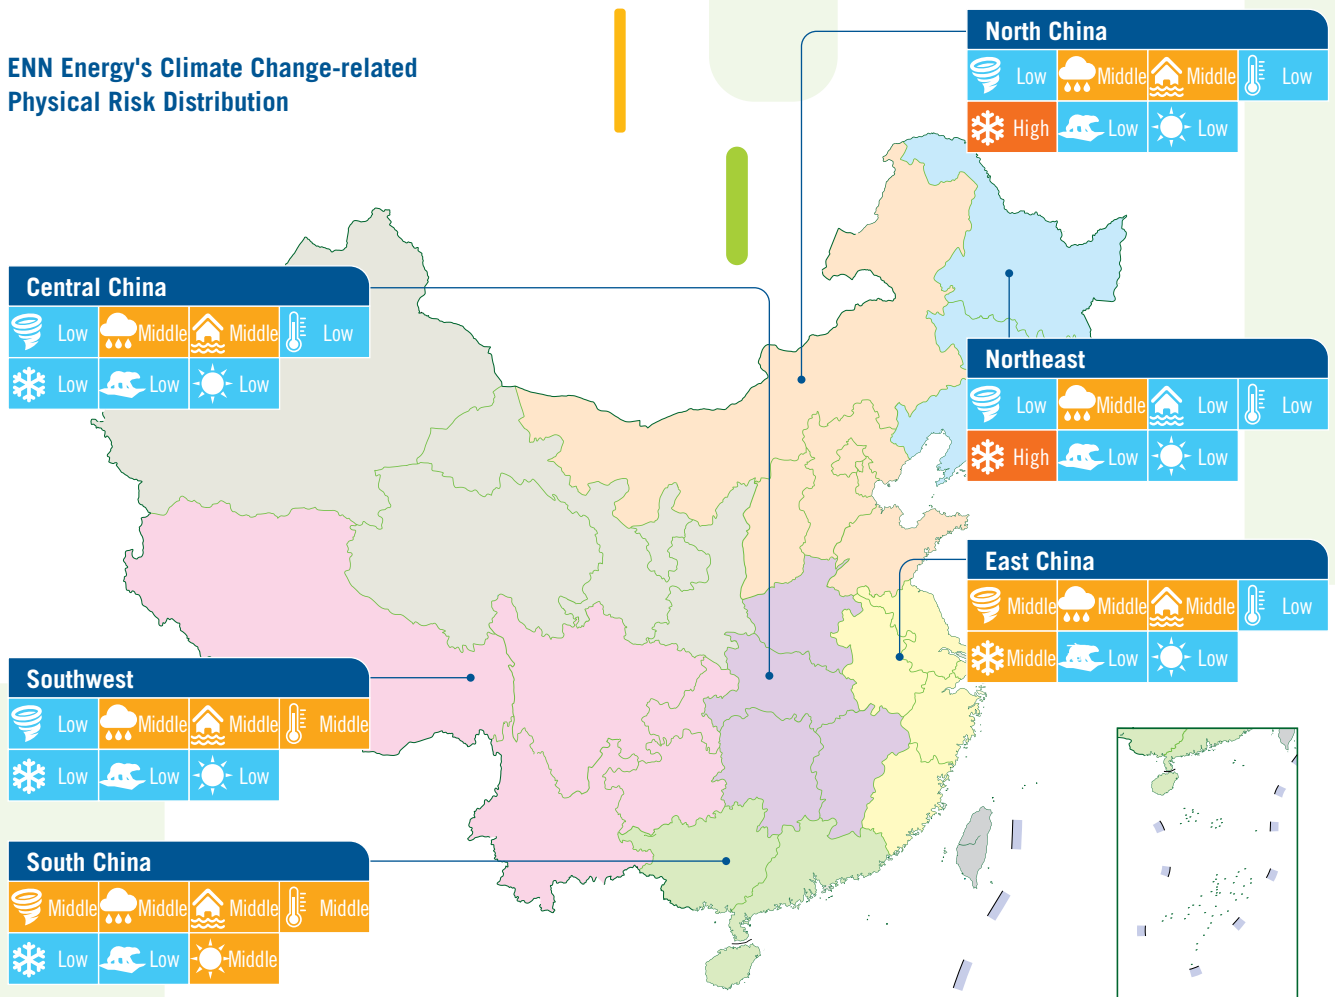 ENN Energy's Climate Change-related
Physical Risk Distribution
North China
Low Middle Middle Low
High Low Low
Central China
Low Middle Middle Low
Low Low Low
Northeast
Low Middle Low Low
High Low Low
East China
Middle Middle Middle Low
Middle Low Low
Southwest
Low Middle Middle Middle
Low Low Low
South China
Middle Middle Middle Middle
Low Low Middle